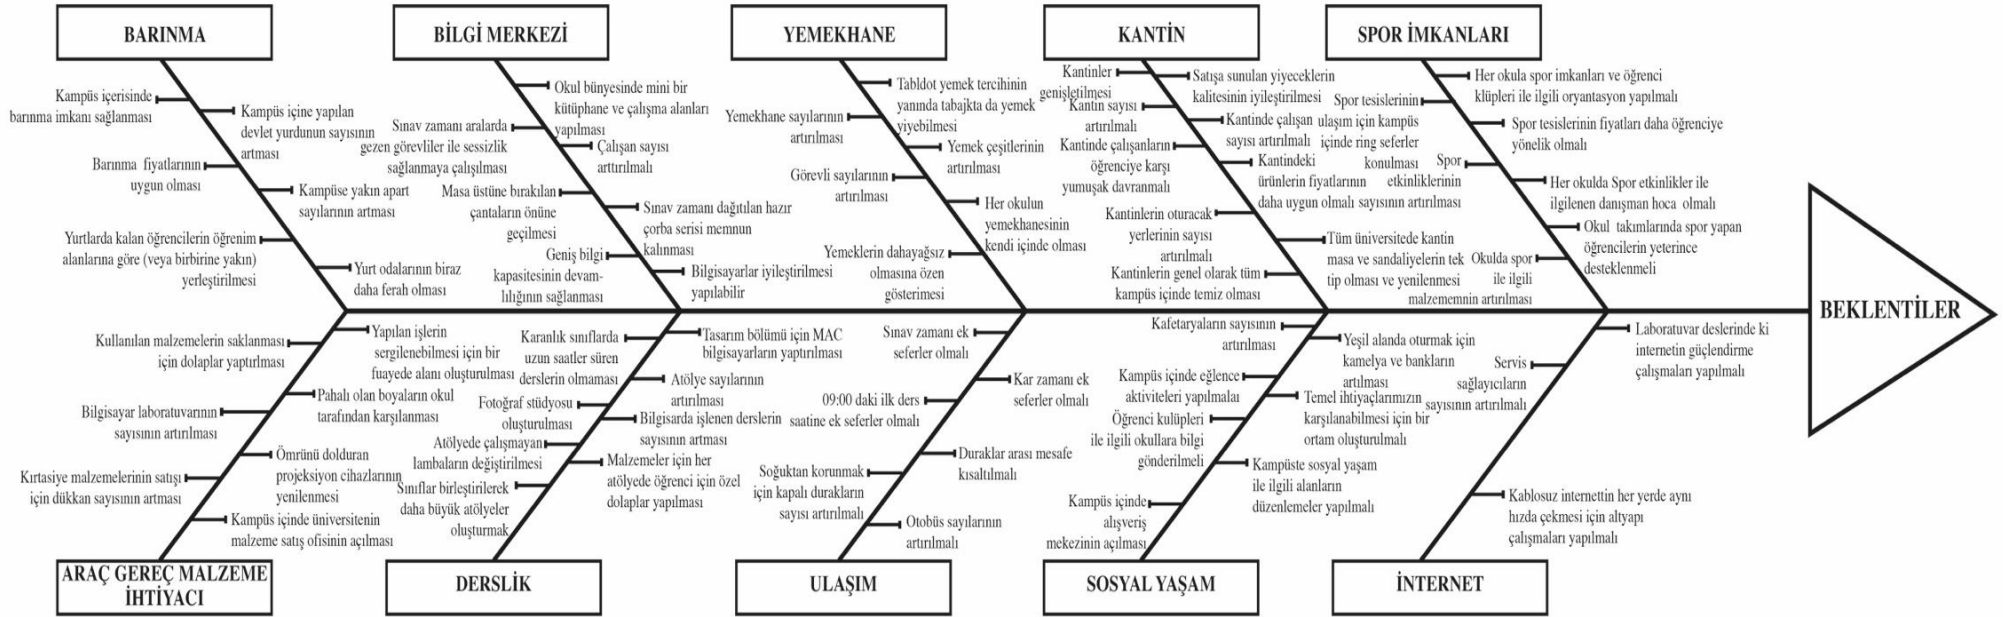 BARINMA
Kampüs içerisinde
barınma imkanı sağlanması
Kampüs içine yapılan
devlet yurdunun sayısının
artması
Barınma fiyatlarının
uygun olması
Kampüse yakın apart
sayılarının artması
Yurtlarda kalan öğrencilerin öğrenim
alanlarına göre (veya birbirine yakın)
yerleştirilmesi
Yurt odalarının biraz
daha ferah olması
BİLGİ MERKEZİ
Okul bünyesinde mini bir
kütüphane ve çalışma alanları
yapılması
Sınav zamanı aralarda
gezen görevliler ile sessizlik
sağlanmaya çalışılması
Çalışan sayısı
arttırılmalı
Masa üstüne bırakılan
çantaların önüne
geçilmesi
Sınav zamanı dağıtılan hazır
çorba serisi memnun
kalınması
Geniş bilgi
kapasitesinin devam-
lılığının sağlanması
Bilgisayarlar iyileştirilmesi
yapılabilir
YEMEKHANE
Tabldot yemek tercihinin
yanında tabajkta da yemek
yiyebilmesi
Yemekhane sayılarının
artırılması
Yemek çeşitlerinin
artırılması
Görevli sayılarının
artırılması
Her okulun
yemekhanesinin
kendi içinde olması
Yemeklerin dahayağsız
olmasına özen
gösterimesi
KANTİN
Kantinler
genişletilmesi
Satışa sunulan yiyeceklerin
kalitesinin iyileştirilmesi
Kantin sayısı
artırılmalı
Kantinde çalışan
sayısı artırılmalı
Kantinde çalışanların
öğrenciye karşı
yumuşak davranmalı
Kantindeki
ürünlerin fiyatlarının
daha uygun olmalı
Kantinlerin oturacak
yerlerinin sayısı
artırılmalı
Tüm üniversitede kantin
masa ve sandaliyelerin tek
tip olması ve yenilenmesi
Kantinlerin genel olarak tüm
kampüs içinde temiz olması
SPOR İMKANLARI
Her okula spor imkanları ve öğrenci
klüpleri ile ilgili oryantasyon yapılmalı
Spor tesislerinin
ulaşım için kampüs
içinde ring seferler
konulması
Spor tesislerinin fiyatları daha öğrenciye
yönelik olmalı
Spor
etkinliklerinin
sayısının artırılması
Her okulda Spor etkinlikler ile
ilgilenen danışman hoca olmalı
Okul takımlarında spor yapan
öğrencilerin yeterince
desteklenmeli
Okulda spor
ile ilgili
malzememnin artırılması
BEKLENTİLER
Yapılan işlerin
sergilenebilmesi için bir
fuayede alanı oluşturulması
Kullanılan malzemelerin saklanması
için dolaplar yaptırılması
Pahalı olan boyaların okul
tarafından karşılanması
Bilgisayar laboratuvarının
sayısının artırılması
Ömrünü dolduran
projeksiyon cihazlarının
yenilenmesi
Kırtasiye malzemelerinin satışı
için dükkan sayısının artması
Kampüs içinde üniversitenin
malzeme satış ofisinin açılması
ARAÇ GEREÇ MALZEME
İHTİYACI
Karanlık sınıflarda
uzun saatler süren
derslerin olmaması
Tasarım bölümü için MAC
bilgisayarların yaptırılması
Atölye sayılarının
artırılması
Fotoğraf stüdyosu
oluşturulması
Bilgisarda işlenen derslerin
sayısının artması
Atölyede çalışmayan
lambaların değiştirilmesi
Malzemeler için her
atölyede öğrenci için özel
dolaplar yapılması
Sınıflar birleştirilerek
daha büyük atölyeler
oluşturmak
DERSLİK
Sınav zamanı ek
seferler olmalı
Kar zamanı ek
seferler olmalı
09:00 daki ilk ders
saatine ek seferler olmalı
Duraklar arası mesafe
kısaltılmalı
Soğuktan korunmak
için kapalı durakların
sayısı artırılmalı
Otobüs sayılarının
artırılmalı
ULAŞIM
Kafetaryaların sayısının
artırılması
Yeşil alanda oturmak için
kamelya ve bankların
artılması
Kampüs içinde eğlence
aktiviteleri yapılmalaı
Temel ihtiyaçlarımızın
karşılanabilmesi için bir
ortam oluşturulmalı
Öğrenci kulüpleri
ile ilgili okullara bilgi
gönderilmeli
Kampüste sosyal yaşam
ile ilgili alanların
düzenlemeler yapılmalı
Kampüs içinde
alışveriş
mekezinin açılması
SOSYAL YAŞAM
Laboratuvar deslerinde ki
internetin güçlendirme
çalışmaları yapılmalı
Servis
sağlayıcıların
sayısının artırılmalı
Kablosuz internettin her yerde aynı
hızda çekmesi için altyapı
çalışmaları yapılmalı
İNTERNET